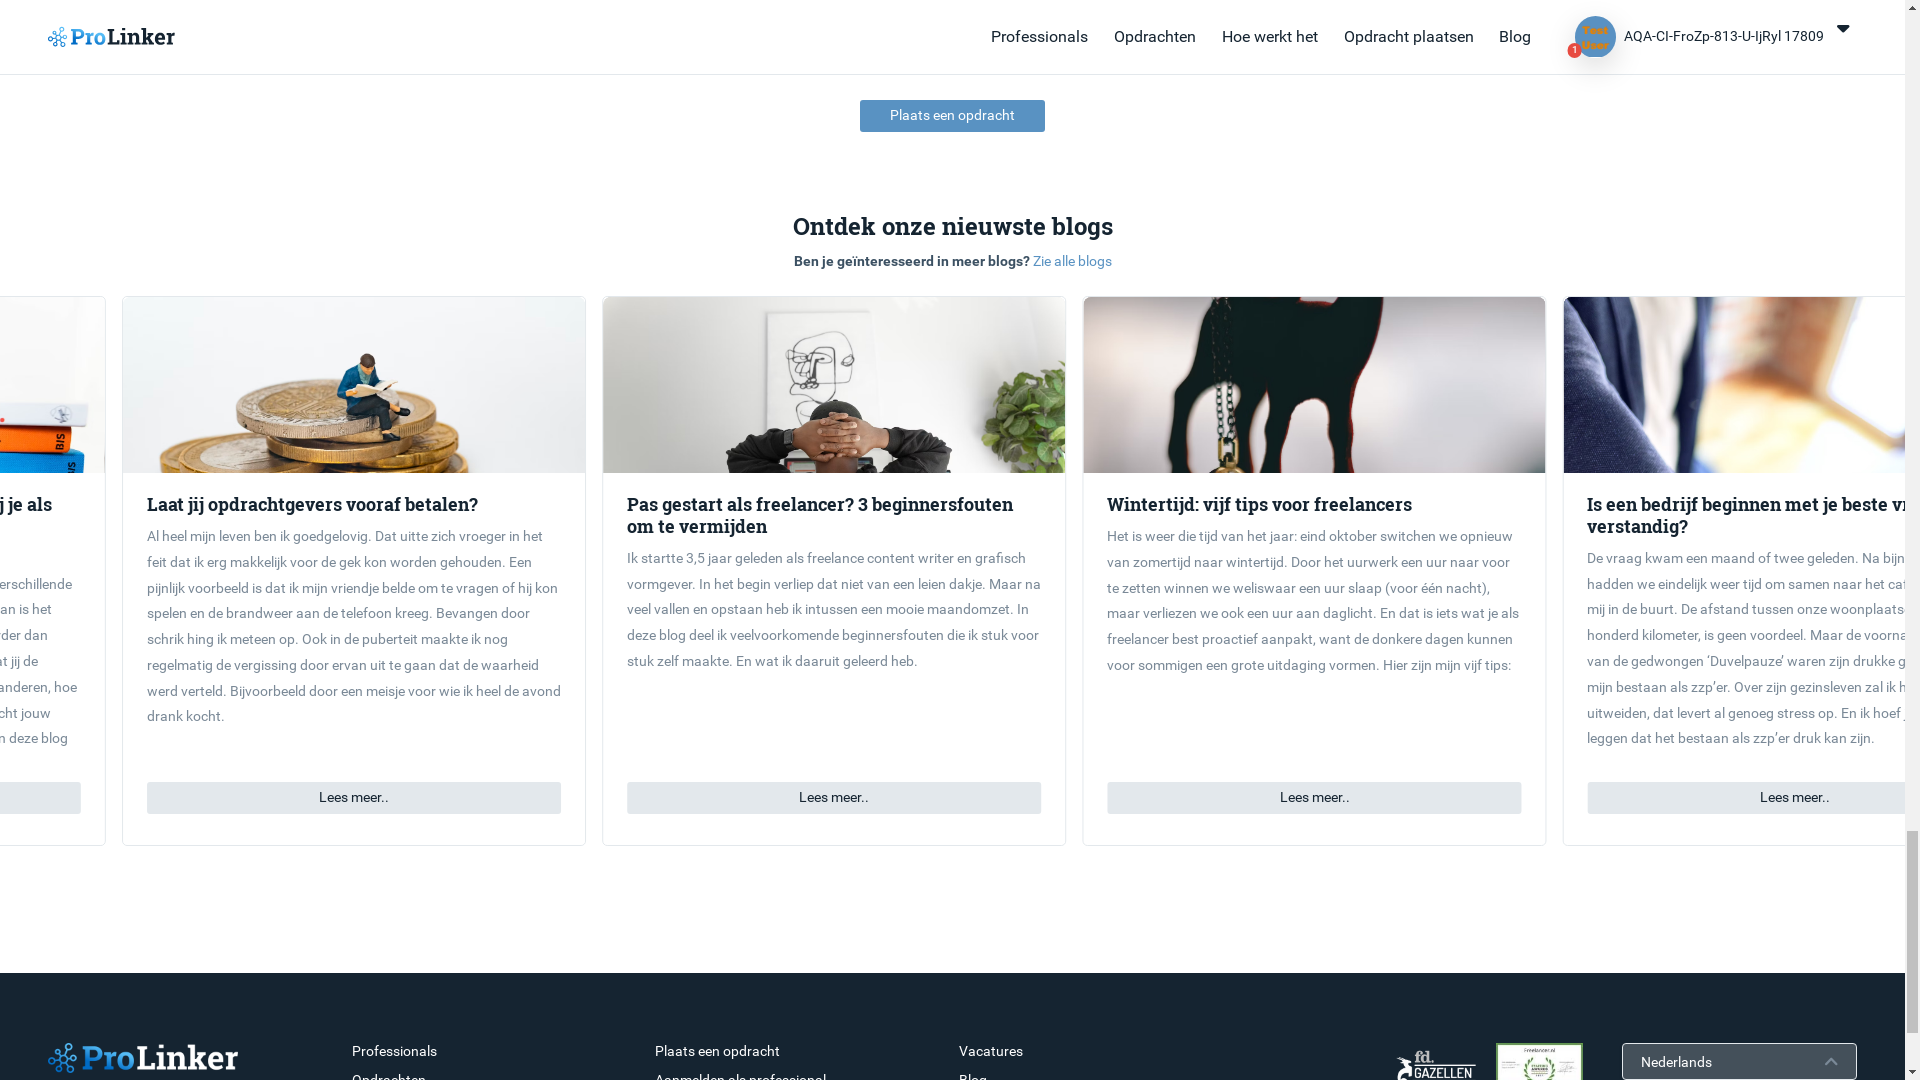 ProLinker
Professionals Opdrachten Hoe werkt het Opdracht plaatsen Blog
Test User
1
AQA-CI-FroZp-813-U-IjRyl 17809
Plaats een opdracht
Ontdek onze nieuwste blogs
Ben je geïnteresseerd in meer blogs? Zie alle blogs
je als
erschillende
an is het
der dan
jij de
anderen, hoe
cht jouw
deze blog
Laat jij opdrachtgevers vooraf betalen?
Al heel mijn leven ben ik goedgelovig. Dat uitte zich vroeger in het
feit dat ik erg makkelijk voor de gek kon worden gehouden. Een
pijnlijk voorbeeld is dat ik mijn vriendje belde om te vragen of hij kon
spelen en de brandweer aan de telefoon kreeg. Bevangen door
schrik hing ik meteen op. Ook in de puberteit maakte ik nog
regelmatig de vergissing door ervan uit te gaan dat de waarheid
werd verteld. Bijvoorbeeld door een meisje voor wie ik heel de avond
drank kocht.
Lees meer..
Pas gestart als freelancer? 3 beginnersfouten
om te vermijden
Ik startte 3,5 jaar geleden als freelance content writer en grafisch
vormgever. In het begin verliep dat niet van een leien dakje. Maar na
veel vallen en opstaan heb ik intussen een mooie maandomzet. In
deze blog deel ik veelvoorkomende beginnersfouten die ik stuk voor
stuk zelf maakte. En wat ik daaruit geleerd heb.
Lees meer..
Wintertijd: vijf tips voor freelancers
Het is weer die tijd van het jaar: eind oktober switchen we opnieuw
van zomertijd naar wintertijd. Door het uurwerk een uur naar voor
te zetten winnen we weliswaar een uur slaap (voor één nacht),
maar verliezen we ook een uur aan daglicht. En dat is iets wat je als
freelancer best proactief aanpakt, want de donkere dagen kunnen
voor sommigen een grote uitdaging vormen. Hier zijn mijn vijf tips:
Lees meer..
Is een bedrijf beginnen met je beste
verstandig?
De vraag kwam een maand of twee geleden. Na bijn
hadden we eindelijk weer tijd om samen naar het
mij in de buurt. De afstand tussen onze woonplaats
honderd kilometer, is geen voordeel. Maar de voorna
van de gedwongen ‘Duvelpauze’ waren zijn drukke
mijn bestaan als zzp’er. Over zijn gezinsleven zal ik
uitweiden, dat levert al genoeg stress op. En ik hoef
leggen dat het bestaan als zzp’er druk kan zijn.
Lees meer..
ProLinker
Professionals
Opdrachten
Plaats een opdracht
Aanmelden als professional
Vacatures
Blog
fd.
GAZELLEN
Freelancer.nl
Nederlands